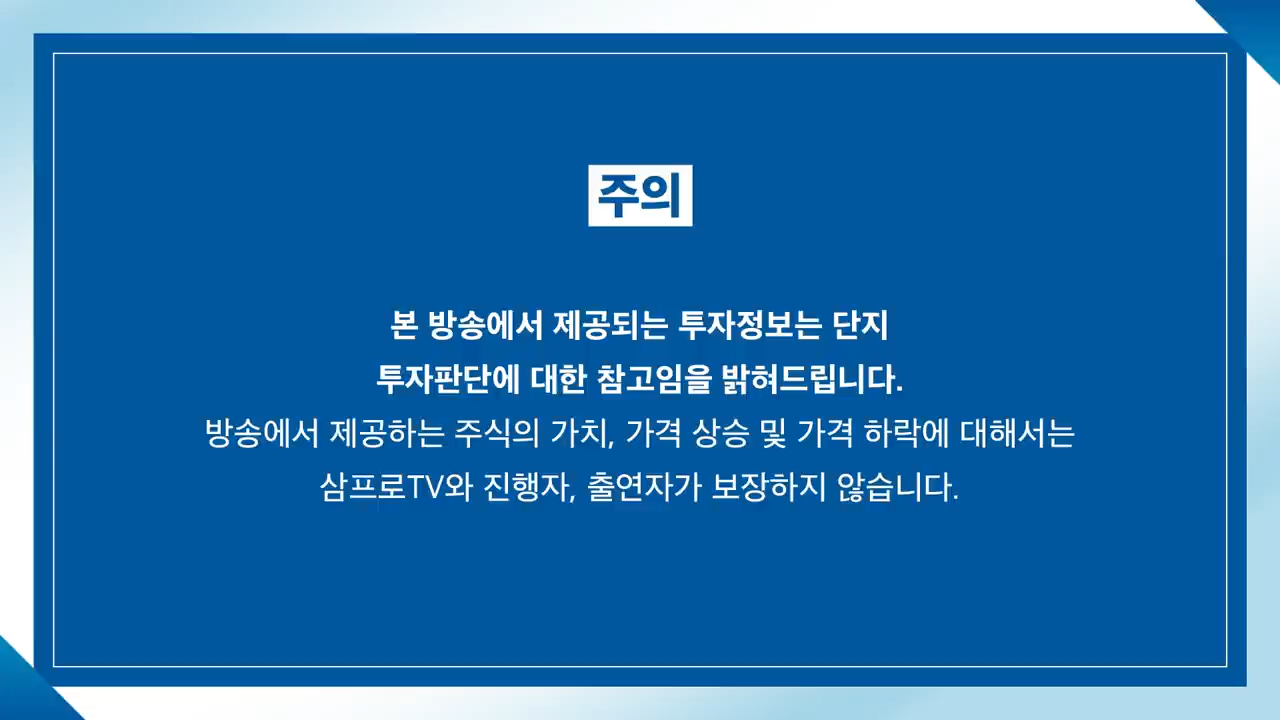 주의
본 방송에서 제공되는 투자정보는 단지
투자판단에 대한 참고임을 밝혀드립니다.
방송에서 제공하는 주식의 가치, 가격 상승 및 가격 하락에 대해서는
삼프로TV와 진행자, 출연자가 보장하지 않습니다.